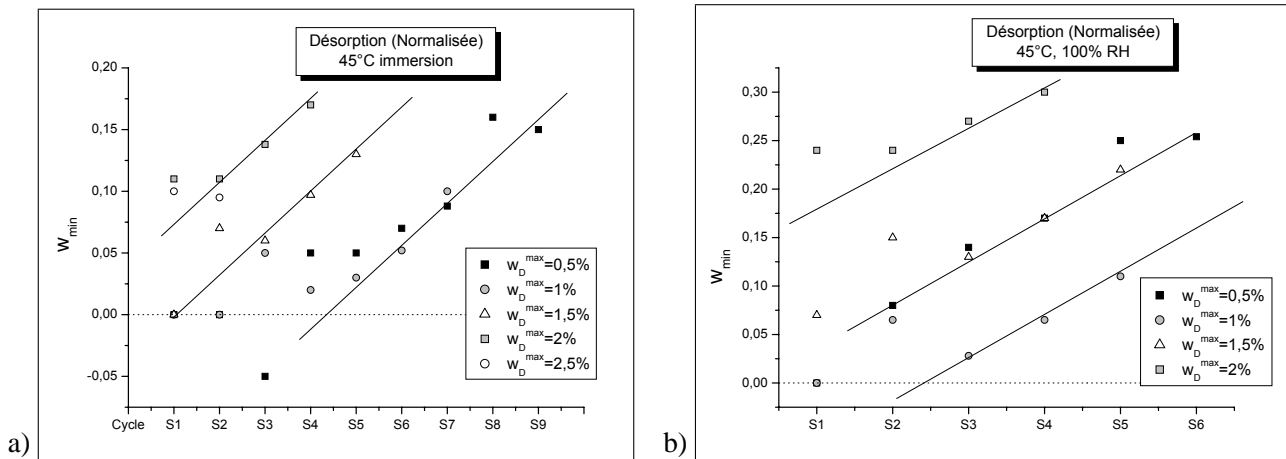 Désorption (Normalisée)
45°C immersion
0,20
0,15
0,10
0,05
0,00
-0,05
w_min
Cycle S1 S2 S3 S4 S5 S6 S7 S8 S9
w_D^max=0,5%
w_D^max=1%
w_D^max=1,5%
w_D^max=2%
w_D^max=2,5%
a)
Désorption (Normalisée)
45°C, 100% RH
0,30
0,25
0,20
0,15
0,10
0,05
0,00
w_min
S1 S2 S3 S4 S5 S6
w_D^max=0,5%
w_D^max=1%
w_D^max=1,5%
w_D^max=2%
b)